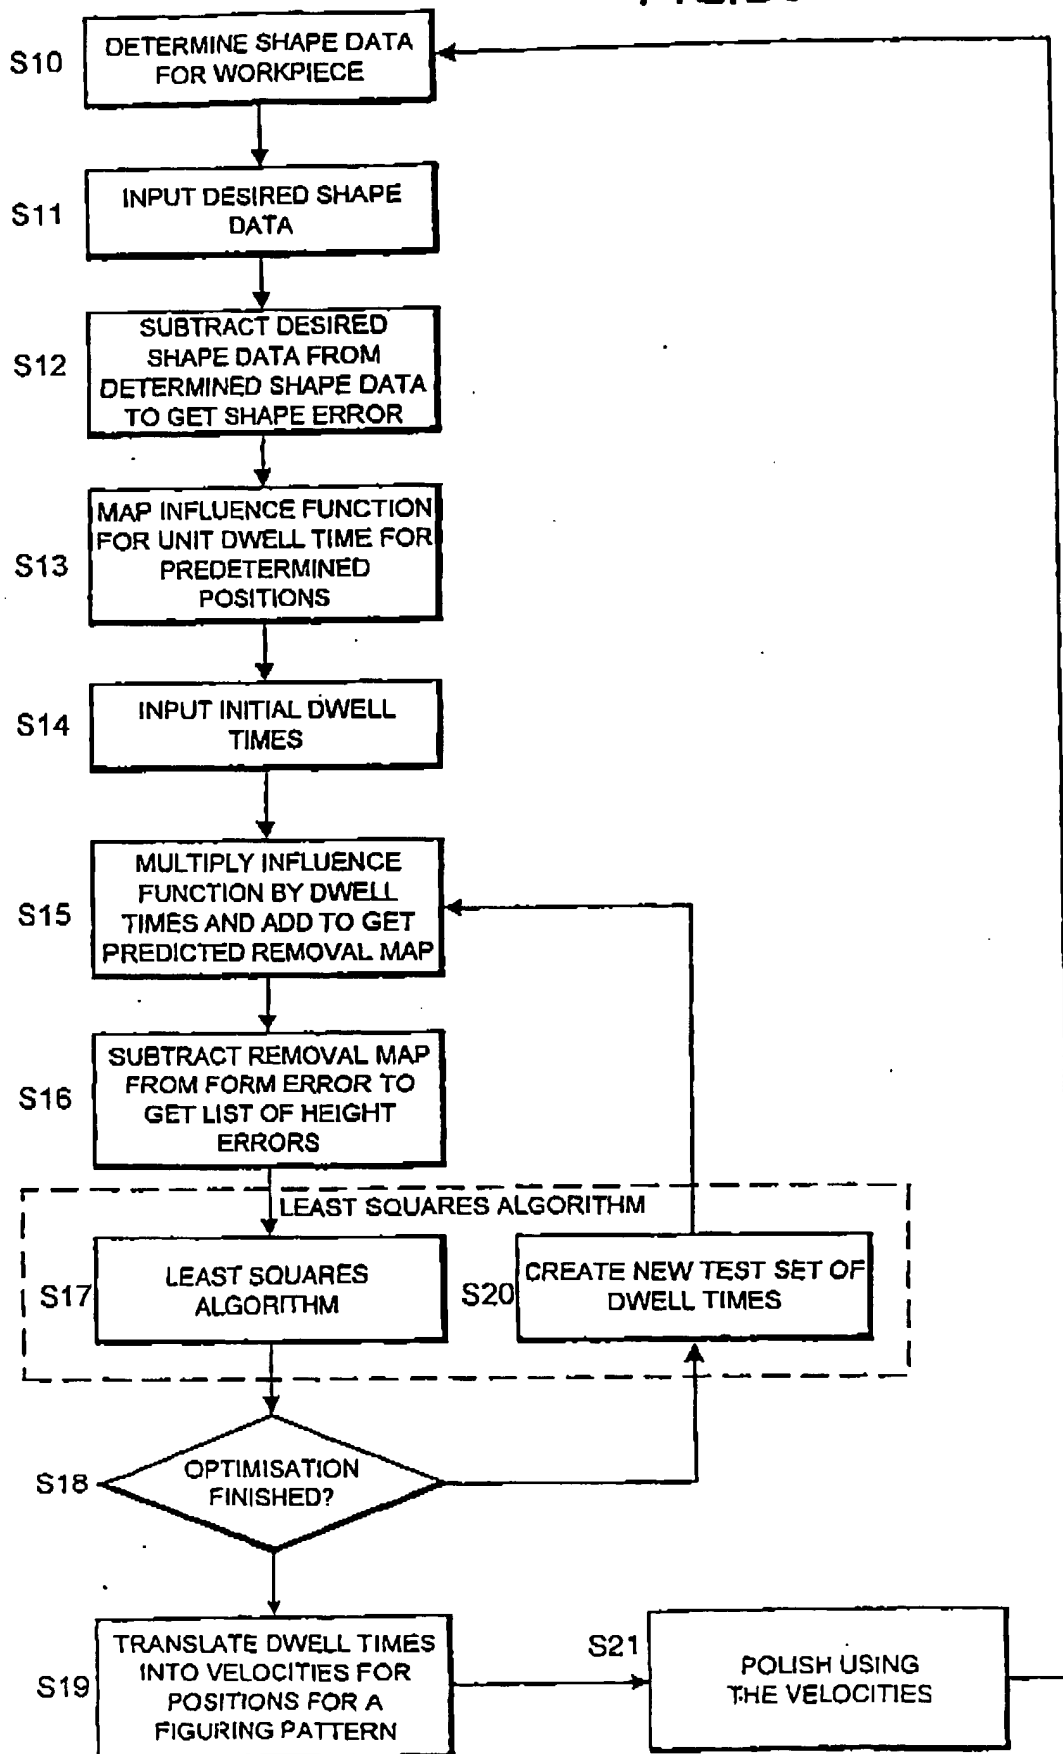 S10
DETERMINE SHAPE DATA
FOR WORKPIECE
S11
INPUT DESIRED SHAPE
DATA
S12
SUBTRACT DESIRED
SHAPE DATA FROM
DETERMINED SHAPE DATA
TO GET SHAPE ERROR
S13
MAP INFLUENCE FUNCTION
FOR UNIT DWELL TIME FOR
PREDETERMINED
POSITIONS
S14
INPUT INITIAL DWELL
TIMES
S15
MULTIPLY INFLUENCE
FUNCTION BY DWELL
TIMES AND ADD TO GET
PREDICTED REMOVAL MAP
S16
SUBTRACT REMOVAL MAP
FROM FORM ERROR TO
GET LIST OF HEIGHT
ERRORS
LEAST SQUARES ALGORITHM
S17
LEAST SQUARES
ALGORITHM
S20
CREATE NEW TEST SET OF
DWELL TIMES
S18
OPTIMISATION
FINISHED?
S19
TRANSLATE DWELL TIMES
INTO VELOCITIES FOR
POSITIONS FOR A
FIGURING PATTERN
S21
POLISH USING
THE VELOCITIES